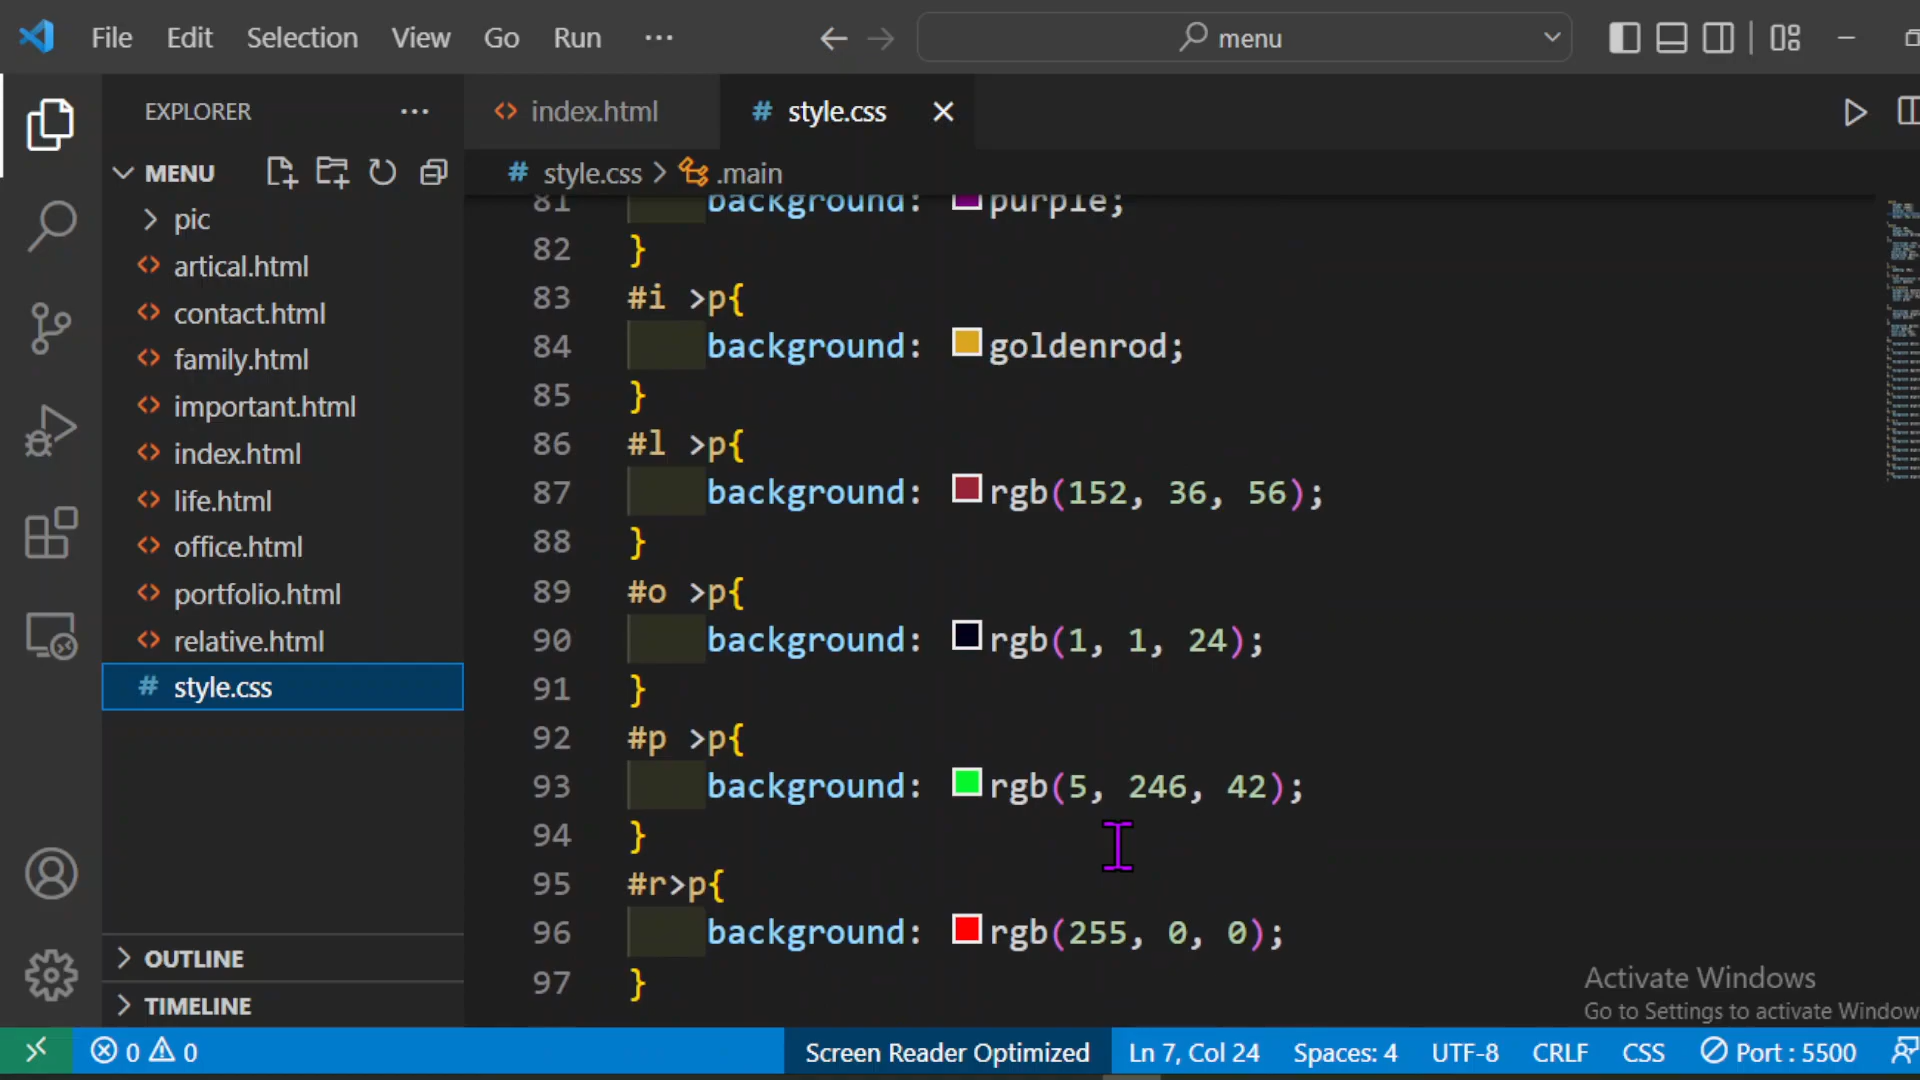 File Edit Selection View Go Run ···
menu
EXPLORER ···
MENU
pic
artical.html
contact.html
family.html
important.html
index.html
life.html
office.html
portfolio.html
relative.html
# style.css
OUTLINE
TIMELINE
index.html
# style.css
# style.css > .main
81 background: purple;
82 }
83 #i >p{
84 background: goldenrod;
85 }
86 #l >p{
87 background: rgb(152, 36, 56);
88 }
89 #o >p{
90 background: rgb(1, 1, 24);
91 }
92 #p >p{
93 background: rgb(5, 246, 42);
94 }
95 #r>p{
96 background: rgb(255, 0, 0);
97 }
Activate Windows
Go to Settings to activate Window
0 0
Screen Reader Optimized
Ln 7, Col 24
Spaces: 4
UTF-8
CRLF
CSS
Port : 5500